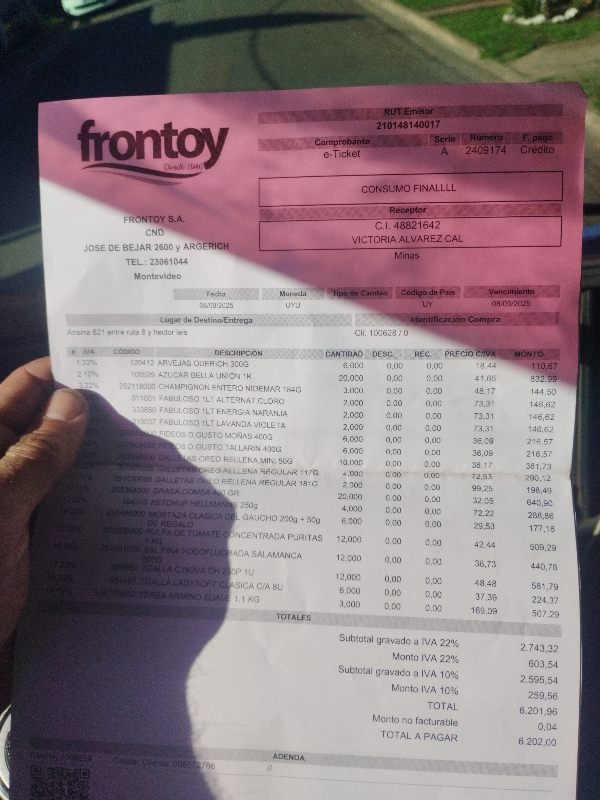 frontoy
Desde 1940
FRONTOY S.A.
CND
JOSE DE BEJAR 2600 y ARGERICH
TEL.: 23061044
Montevideo
RUT Emisor
210148140017
Comprobante Serie Número F. pago
e-Ticket A 2409174 Crédito
CONSUMO FINALLLL
Receptor
C.I. 48821642
VICTORIA ALVAREZ CAL
Minas
Fecha Moneda Tipo de Cambio Código de País Vencimiento
08/09/2025 UYU UY 08/09/2025
Lugar de Destino/Entrega Identificación Compra
Ansina 821 entre ruta 8 y hector leis Cli: 100628 / 0
# IVA CÓDIGO DESCRIPCIÓN CANTIDAD DESC. REC. PRECIO C/IVA MONTO
1 22% 120412 ARVEJAS ODERICH 300G 6,000 0,00 0,00 18,44 110,67
2 10% 100529 AZUCAR BELLA UNION 1K 20,000 0,00 0,00 41,65 832,99
3 22% 252118000 CHAMPIGNON ENTERO NIDEMAR 184G 3,000 0,00 0,00 48,17 144,50
311001 FABULOSO 1LT ALTERNAT.CLORO 2,000 0,00 0,00 73,31 146,62
333850 FABULOSO 1LT ENERGIA NARANJA 2,000 0,00 0,00 73,31 146,62
310037 FABULOSO 1LT LAVANDA VIOLETA 2,000 0,00 0,00 73,31 146,62
FIDEOS D.GUSTO MOÑAS 400G 6,000 0,00 0,00 36,09 216,57
FIDEOS D.GUSTO TALLARIN 400G 6,000 0,00 0,00 36,09 216,57
GALLETAS OREO RELLENA MINI 50G 10,000 0,00 0,00 38,17 381,73
GALLETAS OREO RELLENA REGULAR 117G 4,000 0,00 0,00 72,53 290,12
GALLETAS OREO RELLENA REGULAR 181G 2,000 0,00 0,00 99,25 198,49
GRASA COMSA 400 GR 20,000 0,00 0,00 32,05 640,90
KETCHUP HELLMANNS 250g 4,000 0,00 0,00 72,22 288,86
MOSTAZA CLASICA DEL GAUCHO 200g + 50g DE REGALO 6,000 0,00 0,00 29,53 177,18
PULPA DE TOMATE CONCENTRADA PURITAS 1 KG 12,000 0,00 0,00 42,44 509,29
SAL FINA YODOFLUORADA SALAMANCA 500G 12,000 0,00 0,00 36,73 440,78
TOALLA C.NOVA DH 250P 1U 12,000 0,00 0,00 48,48 581,79
TOALLA LADYSOFT CLASICA C/A 8U 6,000 0,00 0,00 37,39 224,37
YERBA ARMIÑO SUAVE 1.1 KG 3,000 0,00 0,00 169,09 507,29
TOTALES
Subtotal gravado a IVA 22% 2.743,32
Monto IVA 22% 603,54
Subtotal gravado a IVA 10% 2.595,54
Monto IVA 10% 259,56
TOTAL 6.201,96
Monto no facturable 0,04
TOTAL A PAGAR 6.202,00
ADENDA
//